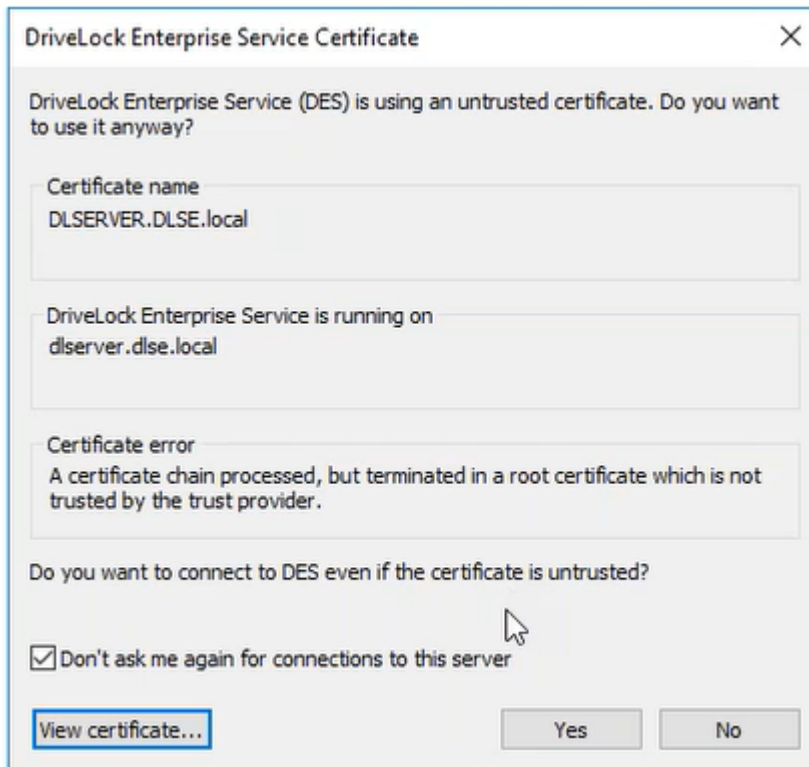 DriveLock Enterprise Service Certificate
DriveLock Enterprise Service (DES) is using an untrusted certificate. Do you want
to use it anyway?
Certificate name
DLSERVER.DLSE.local
DriveLock Enterprise Service is running on
dlserver.dlse.local
Certificate error
A certificate chain processed, but terminated in a root certificate which is not
trusted by the trust provider.
Do you want to connect to DES even if the certificate is untrusted?
Don't ask me again for connections to this server
View certificate...
Yes
No